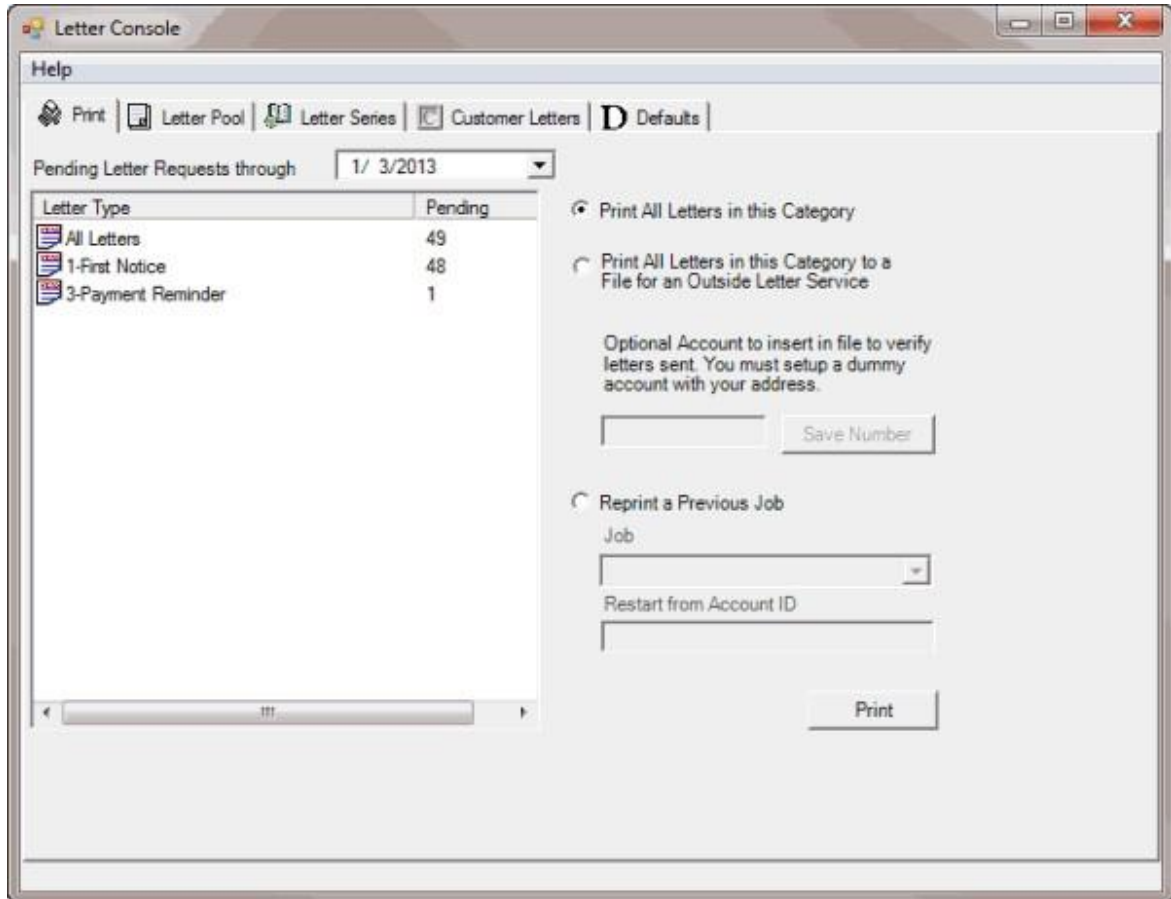 Letter Console
Help
Print
Letter Pool
Letter Series
Customer Letters
D Defaults
Pending Letter Requests through
1/ 3/2013
Letter Type Pending
All Letters 49
1-First Notice 48
3-Payment Reminder 1
Print All Letters in this Category
Print All Letters in this Category to a
File for an Outside Letter Service
Optional Account to insert in file to verify
letters sent. You must setup a dummy
account with your address.
Save Number
Reprint a Previous Job
Job
Restart from Account ID
Print